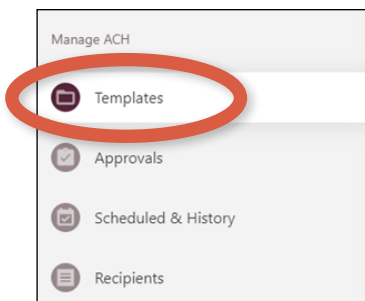 Manage ACH
Templates
Approvals
Scheduled & History
Recipients